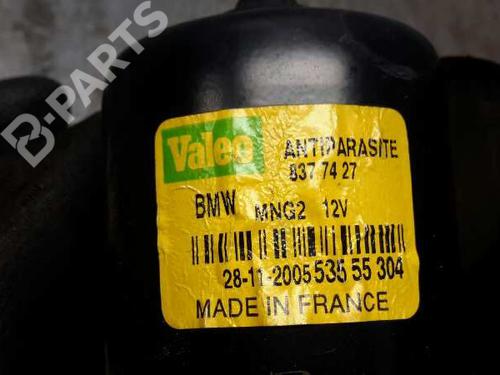 B-PARTS
Valeo
ANTIPARASITE
837 74 27
BMW MNG2 12V
28-11-2005 535 55 304
MADE IN FRANCE